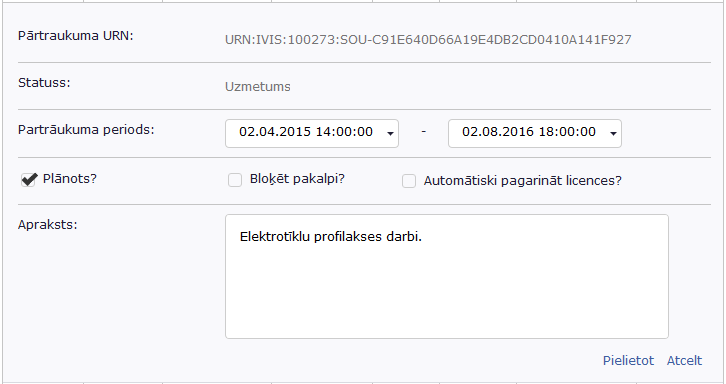 Pārtraukuma URN: URN:IVIS:100273:SOU-C91E640D66A19E4DB2CD0410A141F927
Statuss: Uzmetums
Partrāukuma periods: 02.04.2015 14:00:00 - 02.08.2016 18:00:00
Plānots? Bloķēt pakalpi? Automātiski pagarināt licences?
Apraksts: Elektrotīklu profilakses darbi.
Pielietot Atcelt